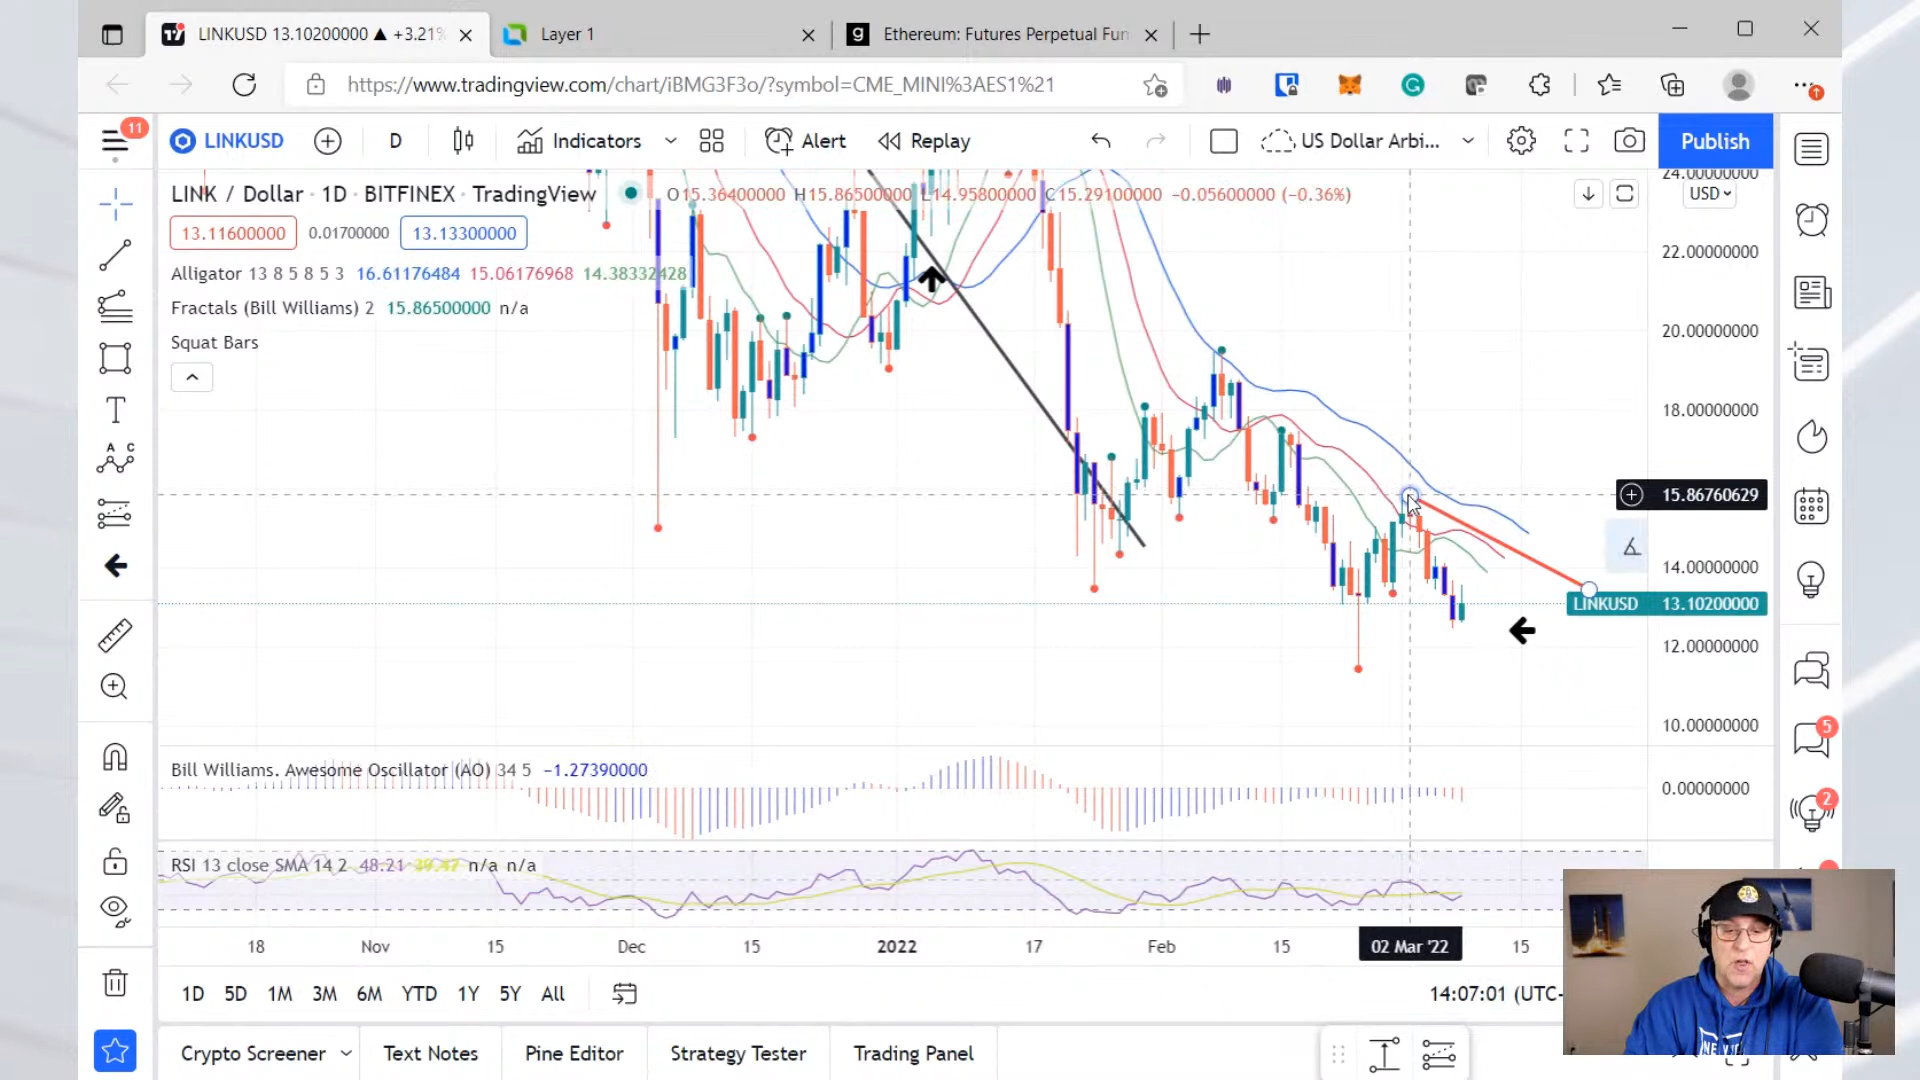 LINKUSD 13.10200000 ▲ +3.21%
Layer 1
Ethereum: Futures Perpetual Fun
https://www.tradingview.com/chart/iBMG3F3o/?symbol=CME_MINI%3AES1%21
11
LINKUSD
D
Indicators
Alert
Replay
US Dollar Arbi...
Publish
LINK / Dollar · 1D · BITFINEX · TradingView
O15.36400000 H15.86500000 L14.95800000 C15.29100000 −0.05600000 (−0.36%)
24.00000000
USD
13.11600000
0.01700000
13.13300000
22.00000000
Alligator 13 8 5 8 5 3 16.61176484 15.06176968 14.38332428
Fractals (Bill Williams) 2 15.86500000 n/a
Squat Bars
20.00000000
18.00000000
15.86760629
14.00000000
LINKUSD 13.10200000
12.00000000
10.00000000
Bill Williams. Awesome Oscillator (AO) 34 5 −1.27390000
0.00000000
5
2
RSI 13 close SMA 14 2 48.21 39.47 n/a n/a
18
Nov
15
Dec
15
2022
17
Feb
15
02 Mar '22
15
1D
5D
1M
3M
6M
YTD
1Y
5Y
All
14:07:01 (UTC-
Crypto Screener
Text Notes
Pine Editor
Strategy Tester
Trading Panel